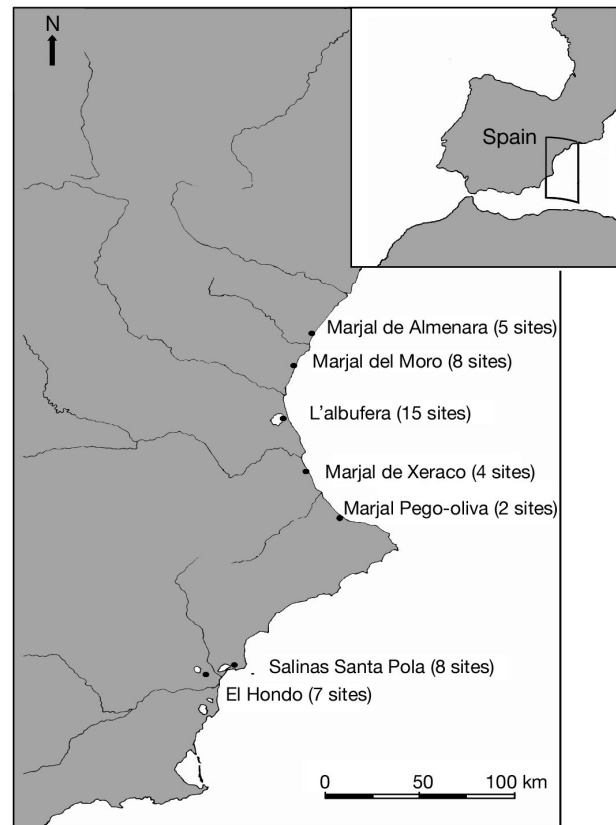 N
Spain
Marjal de Almenara (5 sites)
Marjal del Moro (8 sites)
L'albufera (15 sites)
Marjal de Xeraco (4 sites)
Marjal Pego-oliva (2 sites)
Salinas Santa Pola (8 sites)
El Hondo (7 sites)
0 50 100 km